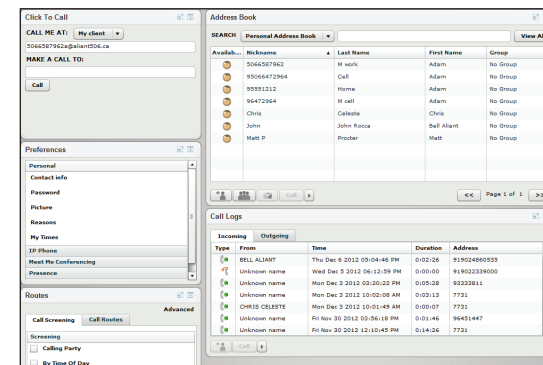 Click To Call
CALL ME AT: My client
5066587962a@aliant506.ca
MAKE A CALL TO:
Call
Preferences
Personal
Contact info
Password
Picture
Reasons
My Times
IP Phone
Meet Me Conferencing
Presence
Routes
Advanced
Call Screening Call Routes
Screening
Calling Party
By Time Of Day
Address Book
SEARCH Personal Address Book View Al
Availab... Nickname Last Name First Name Group
5066587962 M work Adam No Group
95066472964 Cell Adam No Group
95551212 Home Adam No Group
96472964 M cell Adam No Group
Chris Celeste Chris No Group
John John Rocca Bell Aliant No Group
Matt P Procter Matt No Group
Call << Page 1 of 1 >>
Call Logs
Incoming Outgoing
Type From Time Duration Address
BELL ALIANT Thu Dec 6 2012 05:04:46 PM 0:02:26 919024860535
Unknown name Wed Dec 5 2012 06:12:59 PM 0:00:00 919022339000
Unknown name Mon Dec 3 2012 03:20:22 PM 0:05:28 93333811
Unknown name Mon Dec 3 2012 10:02:08 AM 0:03:13 7731
CHRIS CELESTE Mon Dec 3 2012 10:01:49 AM 0:00:07 7731
Unknown name Fri Nov 30 2012 03:56:18 PM 0:01:46 96451447
Unknown name Fri Nov 30 2012 12:10:45 PM 0:14:26 7731
Call